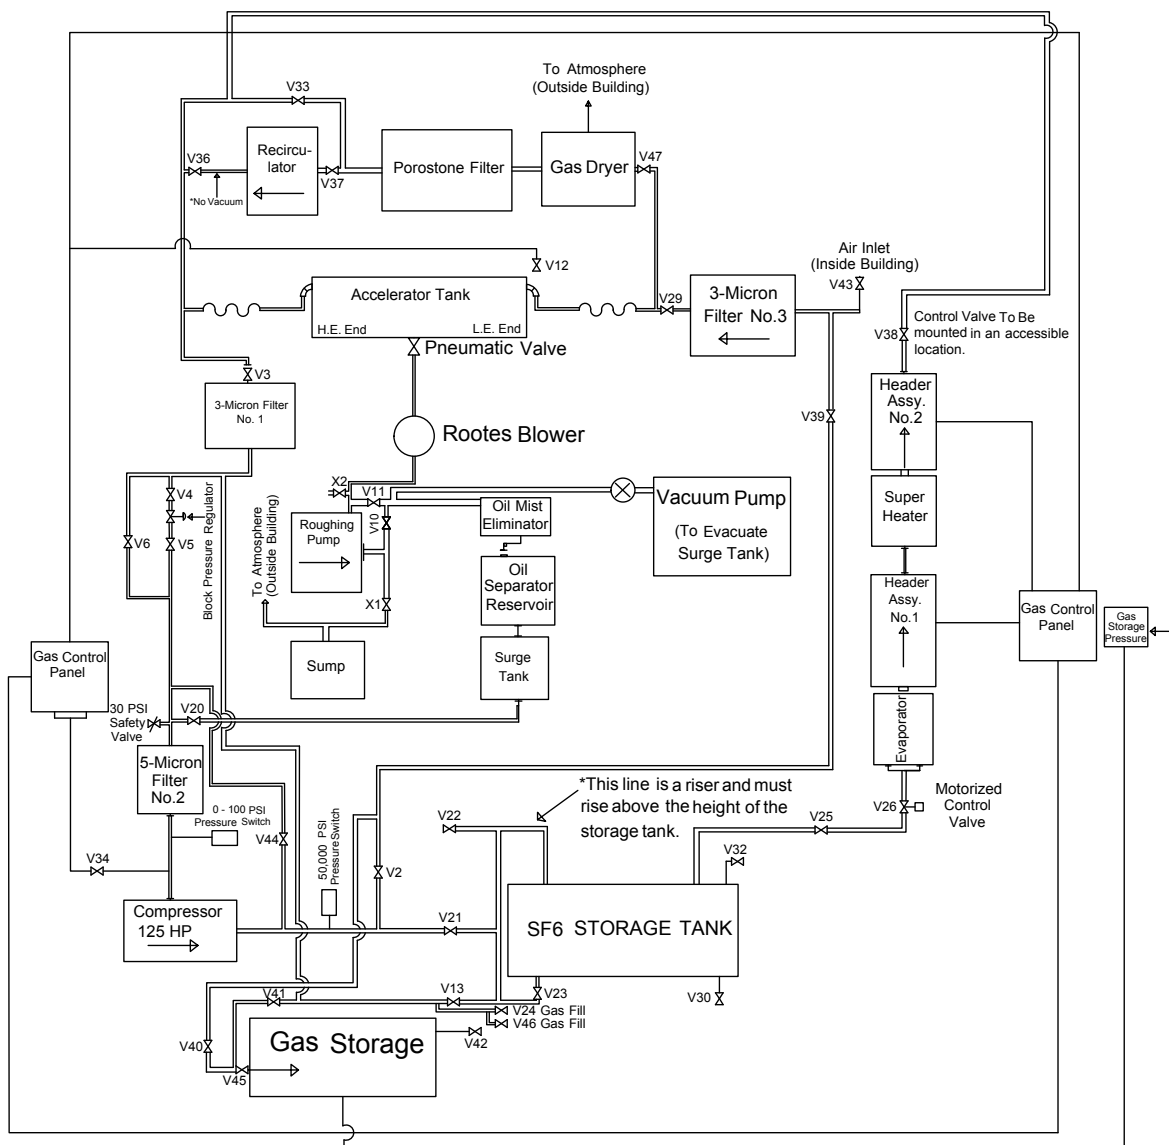 V33
To Atmosphere
(Outside Building)
V36
Recircu-
lator
V37
*No Vacuum
Porostone Filter
Gas Dryer
V47
V12
Air Inlet
(Inside Building)
V43
Accelerator Tank
H.E. End
L.E. End
V29
3-Micron
Filter No.3
Control Valve To Be
mounted in an accessible
location.
V38
Pneumatic Valve
V3
3-Micron Filter
No. 1
Header
Assy.
No.2
V39
Rootes Blower
V4
V6
V5
Block Pressure Regulator
X2
V11
V10
Roughing
Pump
To Atmosphere
(Outside Building)
X1
Sump
Oil Mist
Eliminator
Oil
Separator
Reservoir
Surge
Tank
Vacuum Pump
(To Evacuate
Surge Tank)
Super
Heater
Header
Assy.
No.1
Gas Control
Panel
Gas
Storage
Pressure
Gas Control
Panel
30 PSI
Safety
Valve
V20
Evaporator
5-Micron
Filter
No.2
0 - 100 PSI
Pressure Switch
V44
V34
50,000 PSI
Pressure Switch
*This line is a riser and must
rise above the height of the
storage tank.
V22
V25
V26
Motorized
Control
Valve
V32
V2
Compressor
125 HP
V21
SF6 STORAGE TANK
V41
V13
V23
V30
V24 Gas Fill
V46 Gas Fill
V42
V40
V45
Gas Storage